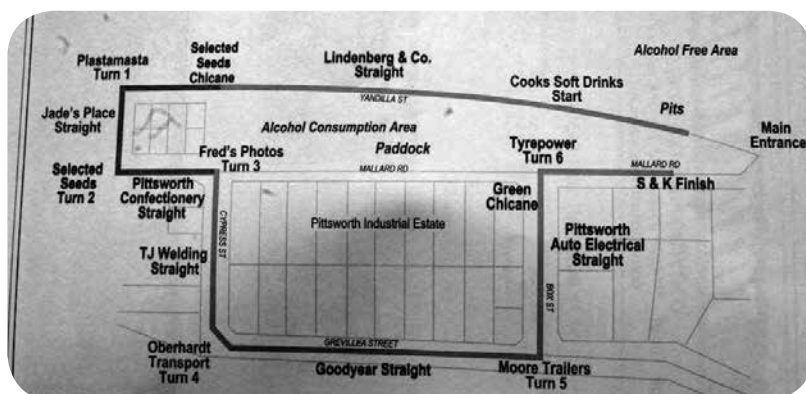 Alcohol Free Area
Plastamasta
Turn 1
Selected
Seeds
Chicane
Lindenberg & Co.
Straight
Cooks Soft Drinks
Start
YANDILLA ST
Pits
Jade's Place
Straight
Alcohol Consumption Area
Main
Entrance
Fred's Photos
Turn 3
Paddock
Tyrepower
Turn 6
MALLARD RD
MALLARD RD
Selected
Seeds
Turn 2
Pittsworth
Confectionery
Straight
Green
Chicane
S & K Finish
CYPRESS ST
Pittsworth Industrial Estate
Pittsworth
Auto Electrical
Straight
TJ Welding
Straight
BOX ST
Oberhardt
Transport
Turn 4
GREVILLEA STREET
Goodyear Straight
Moore Trailers
Turn 5